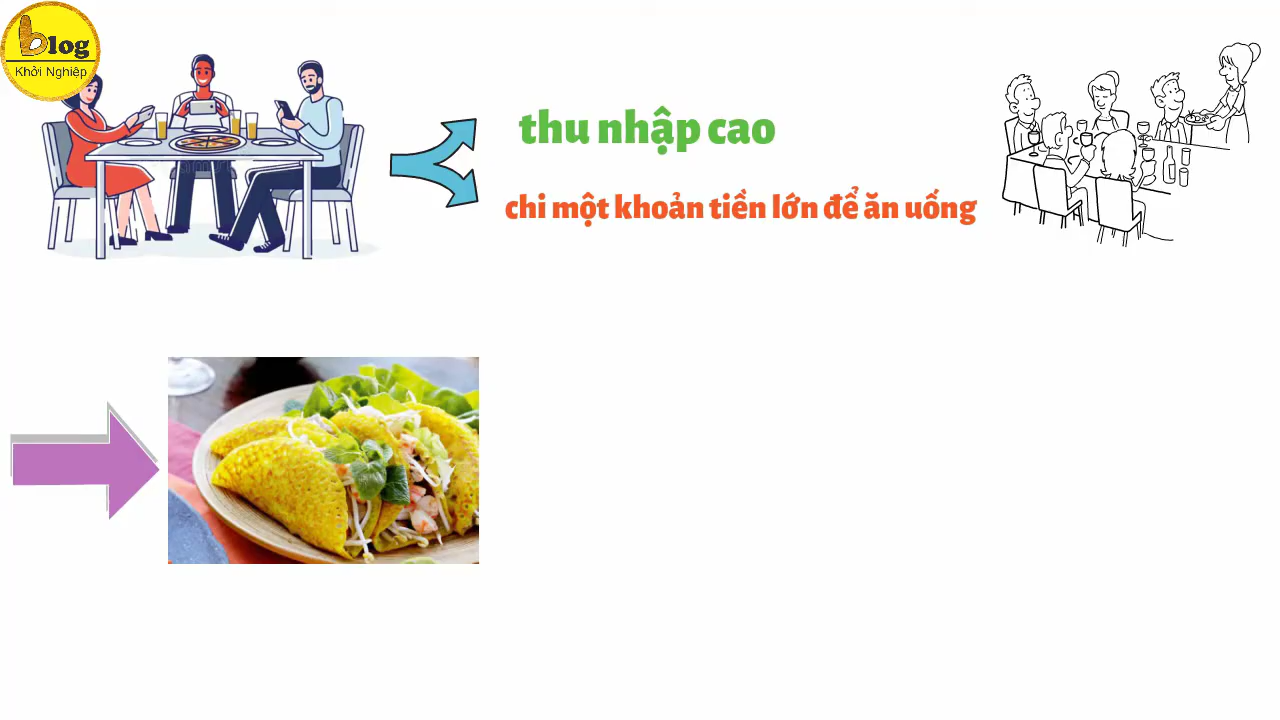 blog
Khởi Nghiệp
thu nhập cao
chi một khoản tiền lớn để ăn uống